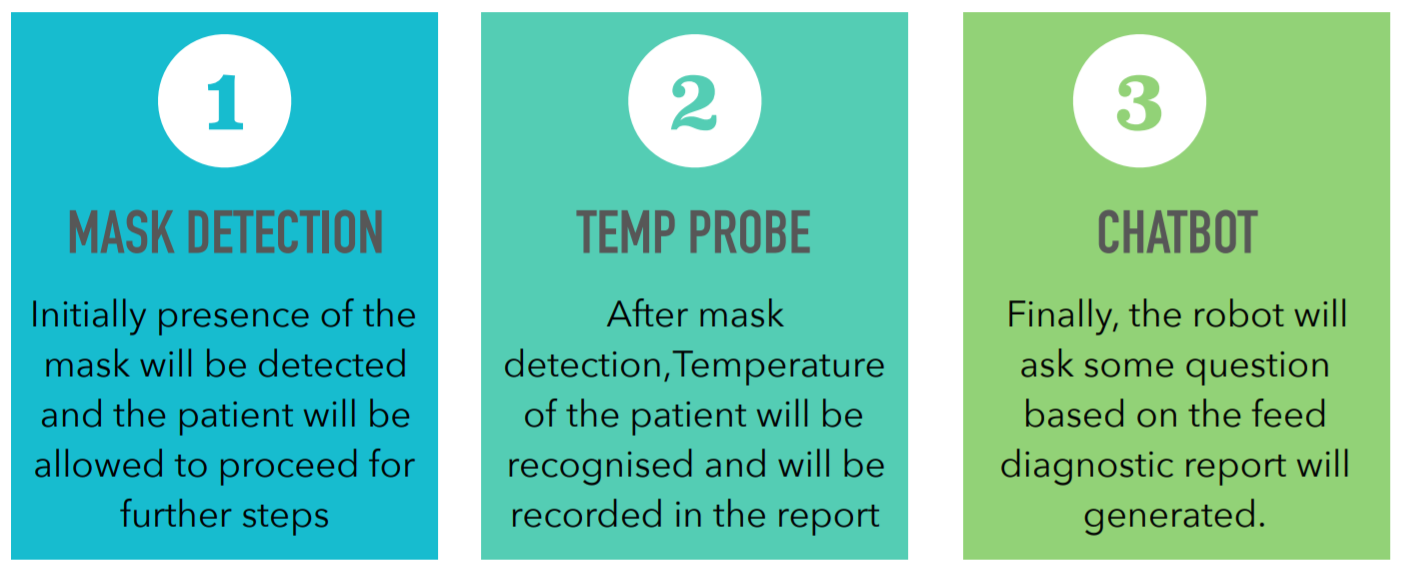 1
MASK DETECTION
Initially presence of the
mask will be detected
and the patient will be
allowed to proceed for
further steps
2
TEMP PROBE
After mask
detection,Temperature
of the patient will be
recognised and will be
recorded in the report
3
CHATBOT
Finally, the robot will
ask some question
based on the feed
diagnostic report will
generated.